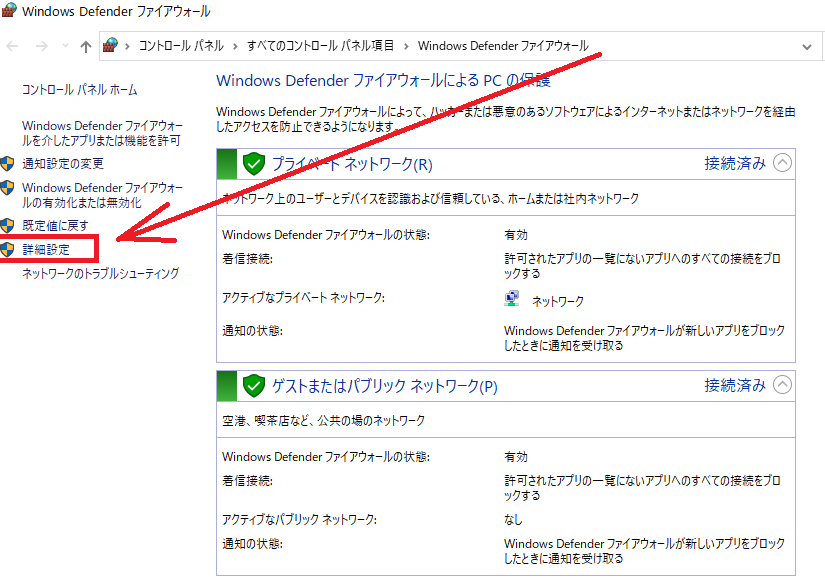 Windows Defender ファイアウォール
コントロール パネル › すべてのコントロール パネル項目 › Windows Defender ファイアウォール
コントロール パネル ホーム
Windows Defender ファイアウォー
ルを介したアプリまたは機能を許可
通知設定の変更
Windows Defender ファイアウォー
ルの有効化または無効化
既定値に戻す
詳細設定
ネットワークのトラブルシューティング
Windows Defender ファイアウォールによる PC の保護
Windows Defender ファイアウォールによって、ハッカーまたは悪意のあるソフトウェアによるインターネットまたはネットワークを経由
したアクセスを防止できるようになります。
プライベート ネットワーク(R) 接続済み
ネットワーク上のユーザーとデバイスを認識および信頼している、ホームまたは社内ネットワーク
Windows Defender ファイアウォールの状態: 有効
着信接続: 許可されたアプリの一覧にないアプリへのすべての接続をブロ
ックする
アクティブなプライベート ネットワーク: ネットワーク
通知の状態: Windows Defender ファイアウォールが新しいアプリをブロック
したときに通知を受け取る
ゲストまたはパブリック ネットワーク(P) 接続済み
空港、喫茶店など、公共の場のネットワーク
Windows Defender ファイアウォールの状態: 有効
着信接続: 許可されたアプリの一覧にないアプリへのすべての接続をブロ
ックする
アクティブなパブリック ネットワーク: なし
通知の状態: Windows Defender ファイアウォールが新しいアプリをブロック
したときに通知を受け取る